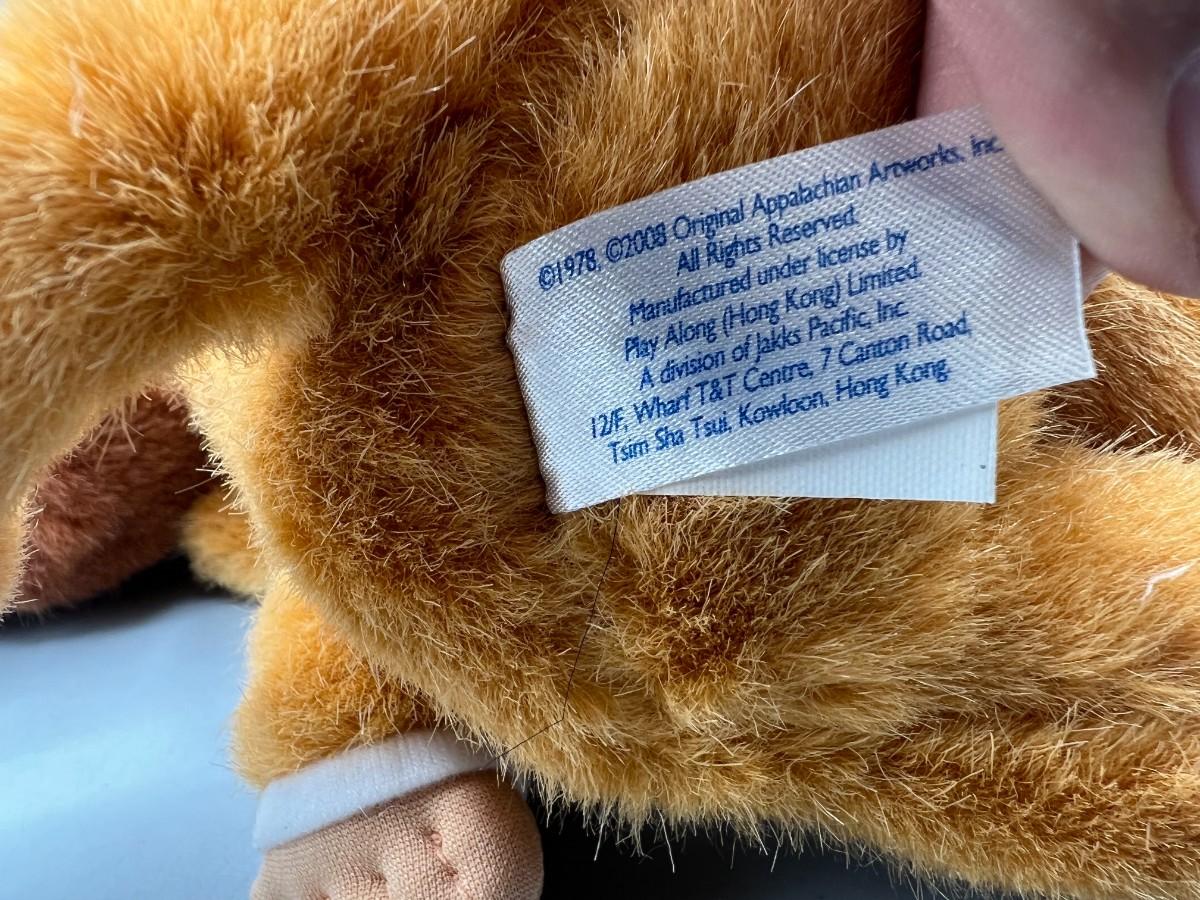 ©1978, ©2008 Original Appalachian Artworks, Inc.
All Rights Reserved.
Manufactured under license by
Play Along (Hong Kong) Limited.
A division of Jakks Pacific, Inc.
12/F, Wharf T&T Centre, 7 Canton Road,
Tsim Sha Tsui, Kowloon, Hong Kong